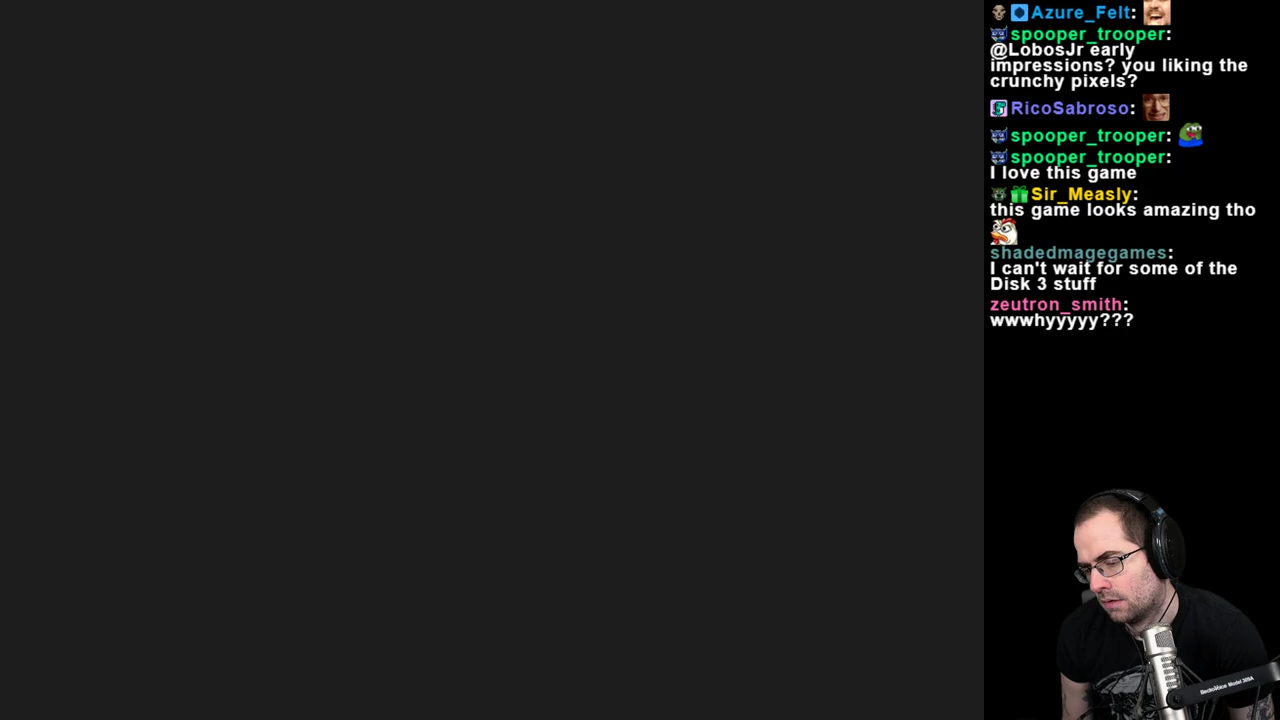 Azure_Felt:
spooper_trooper:
@LobosJr early
impressions? you liking the
crunchy pixels?
RicoSabroso:
spooper_trooper:
spooper_trooper:
I love this game
Sir_Measly:
this game looks amazing tho
shadedmagegames:
I can't wait for some of the
Disk 3 stuff
zeutron_smith:
wwwhyyyyy???